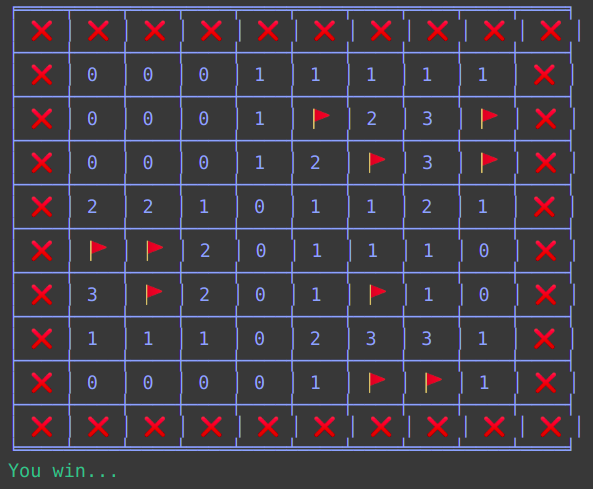 ❌ | ❌ | ❌ | ❌ | ❌ | ❌ | ❌ | ❌ | ❌ | ❌ |
❌ | 0 | 0 | 0 | 1 | 1 | 1 | 1 | 1 | ❌ |
❌ | 0 | 0 | 0 | 1 | 🚩 | 2 | 3 | 🚩 | ❌ |
❌ | 0 | 0 | 0 | 1 | 2 | 🚩 | 3 | 🚩 | ❌ |
❌ | 2 | 2 | 1 | 0 | 1 | 1 | 2 | 1 | ❌ |
❌ | 🚩 | 🚩 | 2 | 0 | 1 | 1 | 1 | 0 | ❌ |
❌ | 3 | 🚩 | 2 | 0 | 1 | 🚩 | 1 | 0 | ❌ |
❌ | 1 | 1 | 1 | 0 | 2 | 3 | 3 | 1 | ❌ |
❌ | 0 | 0 | 0 | 0 | 1 | 🚩 | 🚩 | 1 | ❌ |
❌ | ❌ | ❌ | ❌ | ❌ | ❌ | ❌ | ❌ | ❌ | ❌ |
You win...